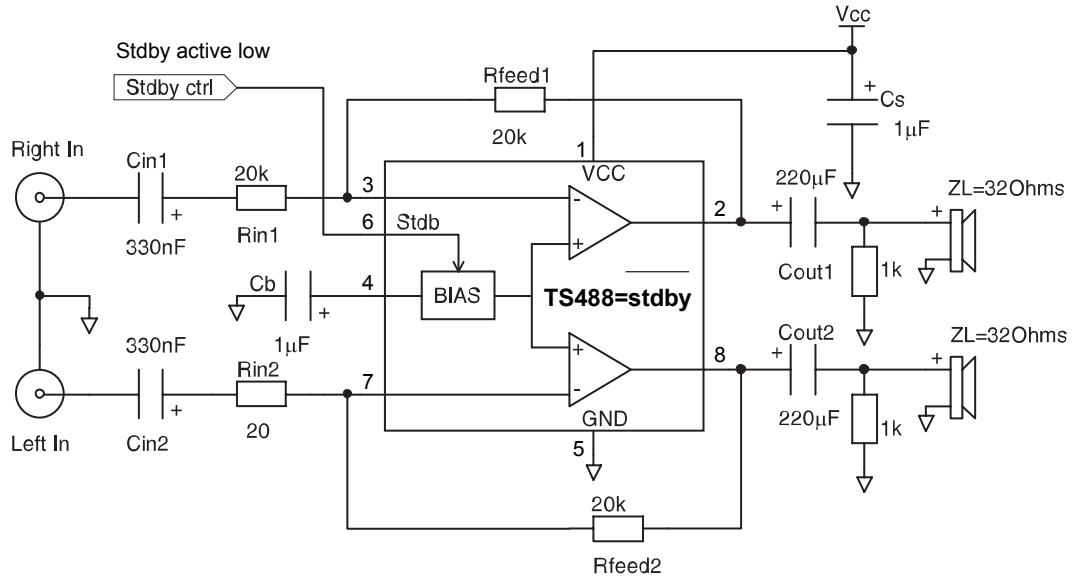 Vcc
Stdby active low
Stdby ctrl
Rfeed1
20k
+
Cs
1µF
1
VCC
Right In
Cin1
+
330nF
20k
Rin1
3
6
Stdb
-
+
2
220µF
+
Cout1
1k
ZL=32Ohms
+
Cb
+
1µF
4
BIAS
TS488=stdby
330nF
+
Cin2
Left In
Rin2
20
7
+
-
8
Cout2
+
220µF
1k
ZL=32Ohms
+
GND
5
20k
Rfeed2